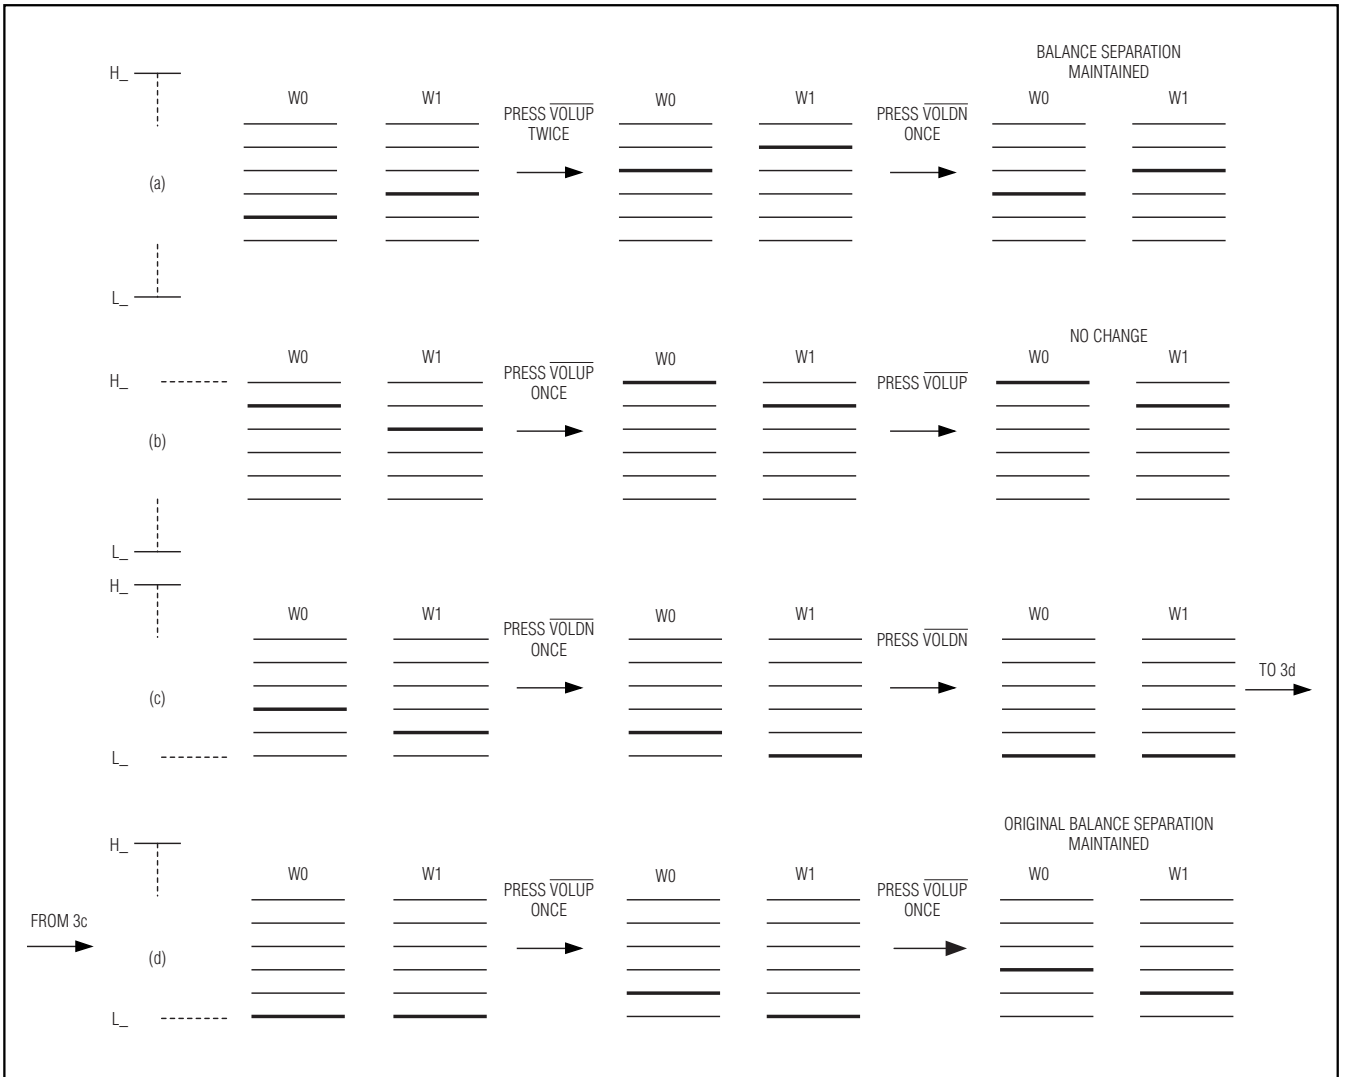 BALANCE SEPARATION
MAINTAINED
H_
W0 W1 PRESS VOLUP TWICE W0 W1 PRESS VOLDN ONCE W0 W1
(a)
L_
NO CHANGE
H_ W0 W1 PRESS VOLUP ONCE W0 W1 PRESS VOLUP W0 W1
(b)
L_
H_
W0 W1 PRESS VOLDN ONCE W0 W1 PRESS VOLDN W0 W1
TO 3d
(c)
L_
ORIGINAL BALANCE SEPARATION
MAINTAINED
H_
W0 W1 PRESS VOLUP ONCE W0 W1 PRESS VOLUP ONCE W0 W1
FROM 3c
(d)
L_